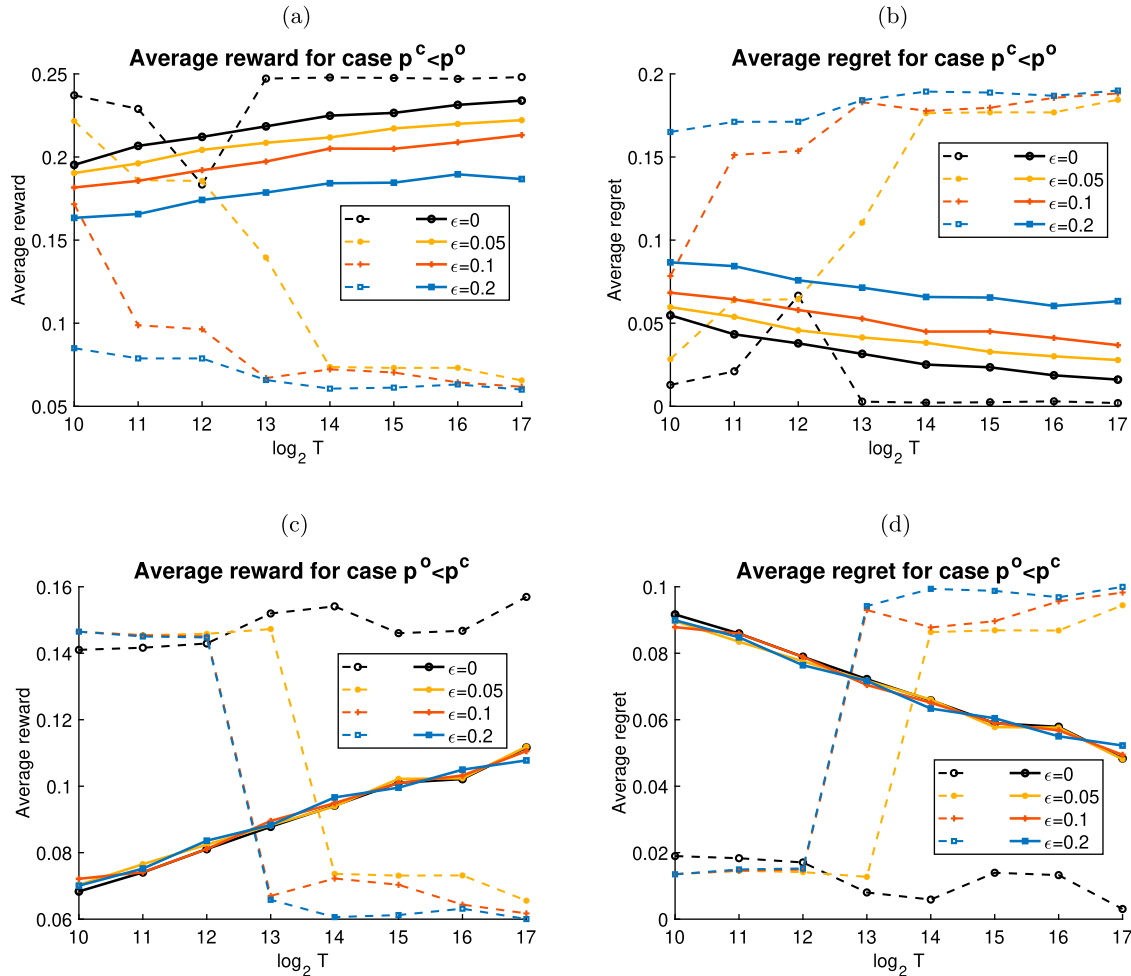 (a)
Average reward for case p^c<p^o
Average reward
0.25
0.2
0.15
0.1
0.05
10 11 12 13 14 15 16 17
log₂ T
ϵ=0
ϵ=0.05
ϵ=0.1
ϵ=0.2
(b)
Average regret for case p^c<p^o
Average regret
0.2
0.15
0.1
0.05
0
10 11 12 13 14 15 16 17
log₂ T
ϵ=0
ϵ=0.05
ϵ=0.1
ϵ=0.2
(c)
Average reward for case p^o<p^c
Average reward
0.16
0.14
0.12
0.1
0.08
0.06
10 11 12 13 14 15 16 17
log₂ T
ϵ=0
ϵ=0.05
ϵ=0.1
ϵ=0.2
(d)
Average regret for case p^o<p^c
Average regret
0.1
0.08
0.06
0.04
0.02
0
10 11 12 13 14 15 16 17
log₂ T
ϵ=0
ϵ=0.05
ϵ=0.1
ϵ=0.2